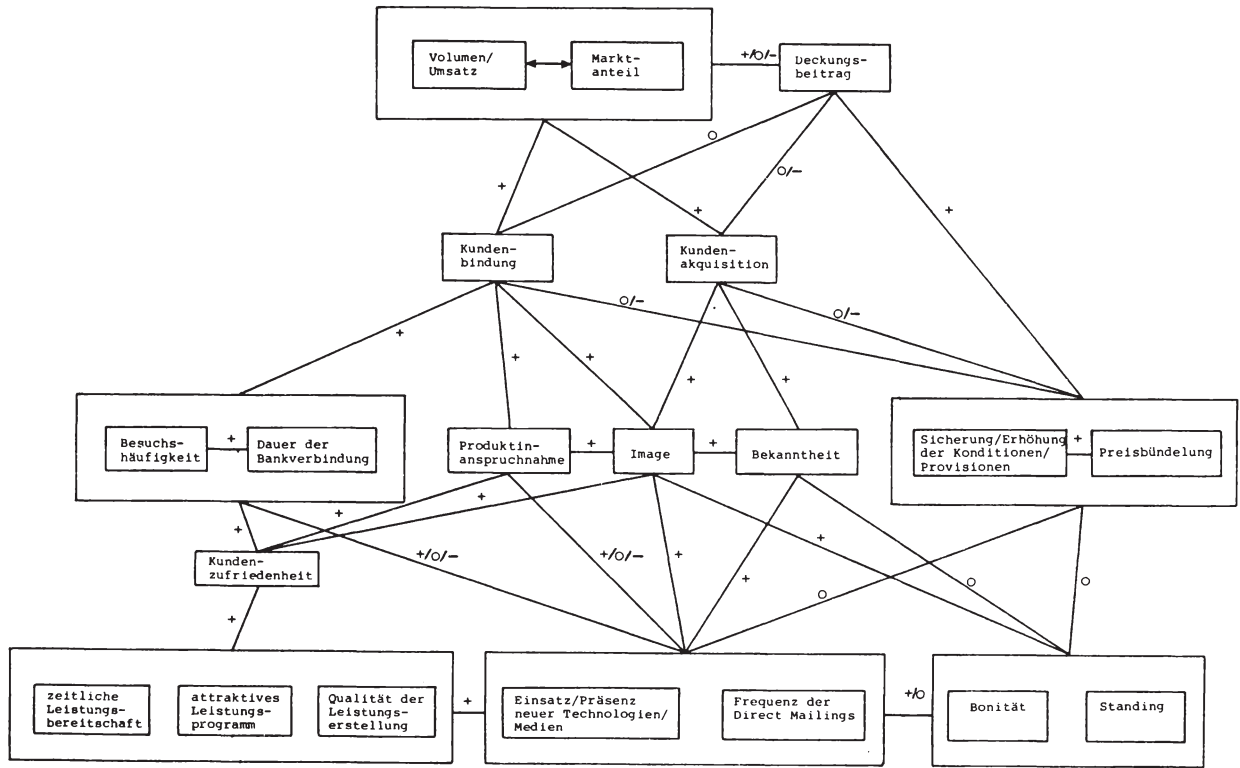 Volumen/
Umsatz
Markt-
anteil
+/O/-
Deckungs-
beitrag
O
O/-
+
+
+
Kunden-
bindung
Kunden-
akquisition
O/-
O/-
+
+
+
+
+
Besuchs-
häufigkeit
+
Dauer der
Bankverbindung
Produktin-
anspruchnahme
+
Image
+
Bekanntheit
Sicherung/Erhöhung
der Konditionen/
Provisionen
+
Preisbündelung
+
+
+
+/O/-
+/O/-
+
+
+
O
O
O
Kunden-
zufriedenheit
+
zeitliche
Leistungs-
bereitschaft
attraktives
Leistungs-
programm
Qualität der
Leistungs-
erstellung
+
Einsatz/Präsenz
neuer Technologien/
Medien
Frequenz der
Direct Mailings
+/O
Bonität
Standing